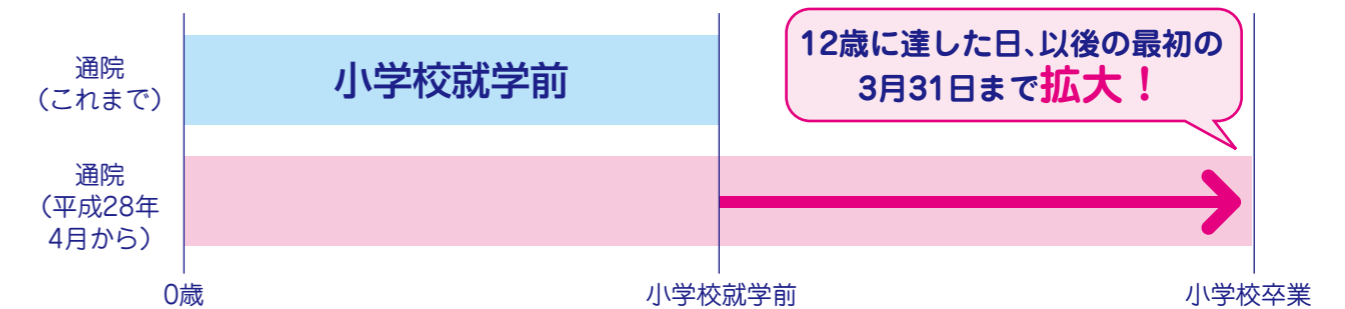 通院
（これまで）
小学校就学前
12歳に達した日、以後の最初の
3月31日まで拡大！
通院
（平成28年
4月から）
0歳
小学校就学前
小学校卒業